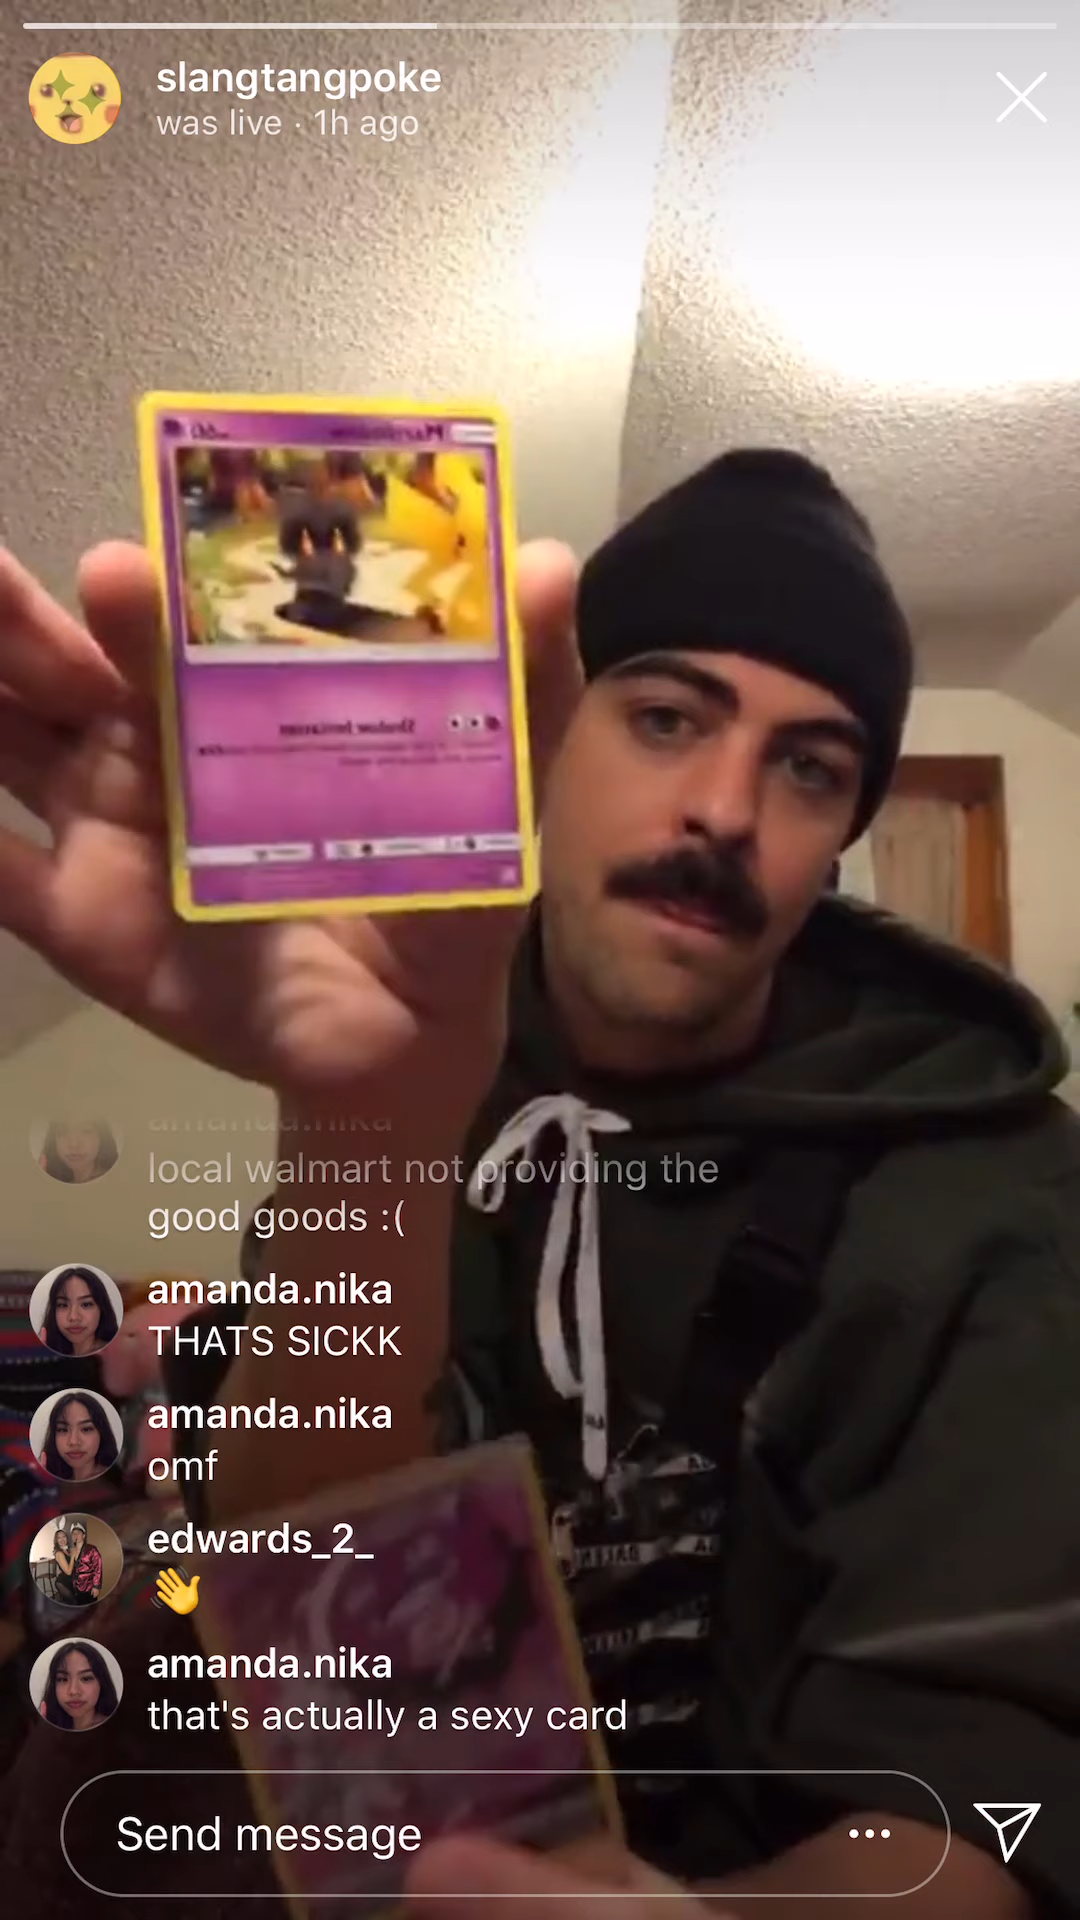 slangtangpoke
was live · 1h ago
local walmart not providing the
good goods :(
amanda.nika
THATS SICKK
amanda.nika
omf
edwards_2_
👋
amanda.nika
that's actually a sexy card
Send message